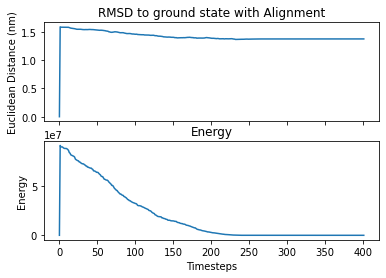 RMSD to ground state with Alignment
Euclidean Distance (nm)
1.5
1.0
0.5
0.0
Energy
1e7
Energy
5
0
0 50 100 150 200 250 300 350 400
Timesteps